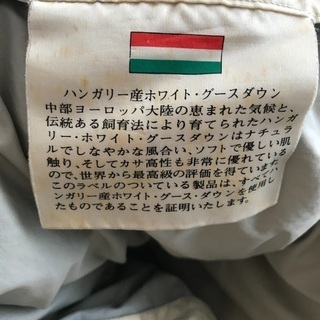 ハンガリー産ホワイト・グースダウン
中部ヨーロッパ大陸の恵まれた気候と、
伝統ある飼育法により育てられたハンガ
リー・ホワイト・グースダウンはナチュラ
ルでしなやかな風合い、ソフトで優しい肌
触り、そしてカサ高性も非常に優れている
ので、世界から最高級の評価を得ています。
このラベルのついている製品は、すべてハ
ンガリー産ホワイト・グースダウンを使用し
たものであることを証明いたします。